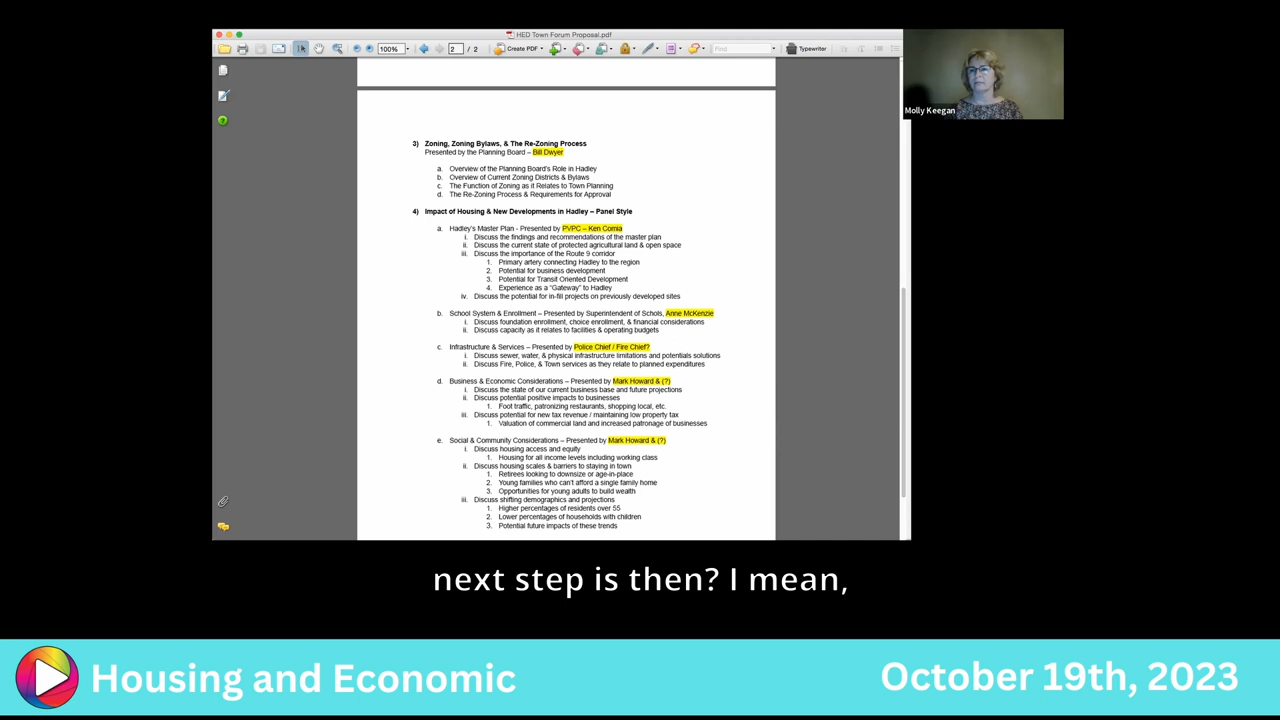 HED Town Forum Proposal.pdf
100% 2 / 2 Create PDF Find Typewriter
Molly Keegan
3) Zoning, Zoning Bylaws, & The Re-Zoning Process
Presented by the Planning Board – Bill Dwyer
a. Overview of the Planning Board's Role in Hadley
b. Overview of Current Zoning Districts & Bylaws
c. The Function of Zoning as it Relates to Town Planning
d. The Re-Zoning Process & Requirements for Approval
4) Impact of Housing & New Developments in Hadley – Panel Style
a. Hadley's Master Plan - Presented by PVPC – Ken Comia
i. Discuss the findings and recommendations of the master plan
ii. Discuss the current state of protected agricultural land & open space
iii. Discuss the importance of the Route 9 corridor
1. Primary artery connecting Hadley to the region
2. Potential for business development
3. Potential for Transit Oriented Development
4. Experience as a "Gateway" to Hadley
iv. Discuss the potential for in-fill projects on previously developed sites
b. School System & Enrollment – Presented by Superintendent of Schols, Anne McKenzie
i. Discuss foundation enrollment, choice enrollment, & financial considerations
ii. Discuss capacity as it relates to facilities & operating budgets
c. Infrastructure & Services – Presented by Police Chief / Fire Chief?
i. Discuss sewer, water, & physical infrastructure limitations and potentials solutions
ii. Discuss Fire, Police, & Town services as they relate to planned expenditures
d. Business & Economic Considerations – Presented by Mark Howard & (?)
i. Discuss the state of our current business base and future projections
ii. Discuss potential positive impacts to businesses
1. Foot traffic, patronizing restaurants, shopping local, etc.
iii. Discuss potential for new tax revenue / maintaining low property tax
1. Valuation of commercial land and increased patronage of businesses
e. Social & Community Considerations – Presented by Mark Howard & (?)
i. Discuss housing access and equity
1. Housing for all income levels including working class
ii. Discuss housing scales & barriers to staying in town
1. Retirees looking to downsize or age-in-place
2. Young families who can't afford a single family home
3. Opportunities for young adults to build wealth
iii. Discuss shifting demographics and projections
1. Higher percentages of residents over 55
2. Lower percentages of households with children
3. Potential future impacts of these trends
next step is then? I mean,
Housing and Economic
October 19th, 2023